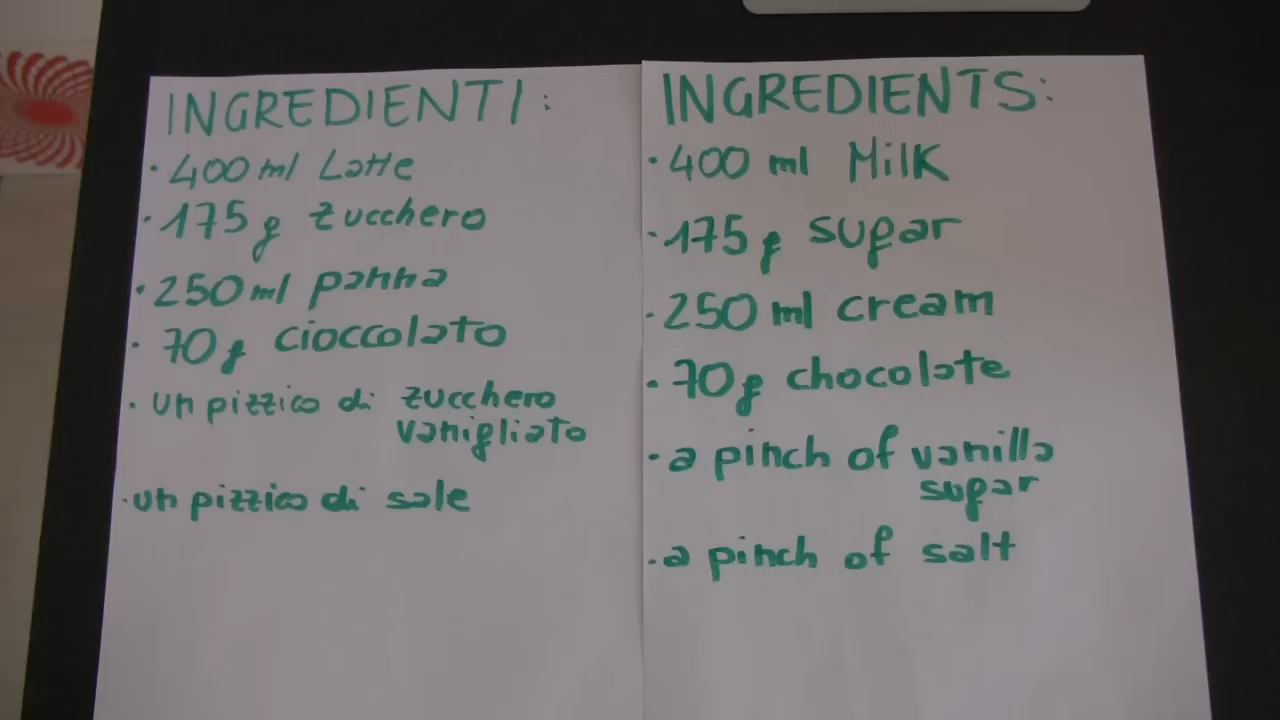 INGREDIENTI:
· 400 ml Latte
· 175 g zucchero
· 250 ml panna
· 70 g cioccolato
· un pizzico di zucchero
vanigliato
· un pizzico di sale
INGREDIENTS:
· 400 ml Milk
· 175 g sugar
· 250 ml cream
· 70 g chocolate
· a pinch of vanilla
sugar
· a pinch of salt